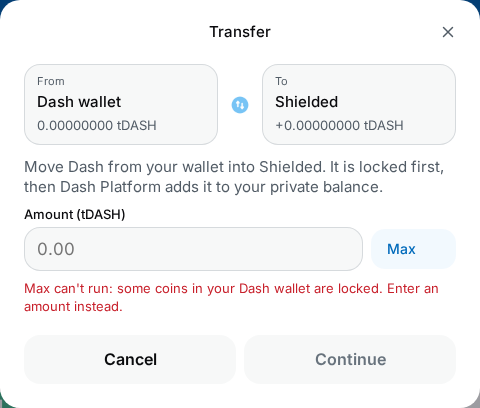 Transfer
From
Dash wallet
0.00000000 tDASH
To
Shielded
+0.00000000 tDASH
Move Dash from your wallet into Shielded. It is locked first,
then Dash Platform adds it to your private balance.
Amount (tDASH)
0.00
Max
Max can't run: some coins in your Dash wallet are locked. Enter an
amount instead.
Cancel
Continue